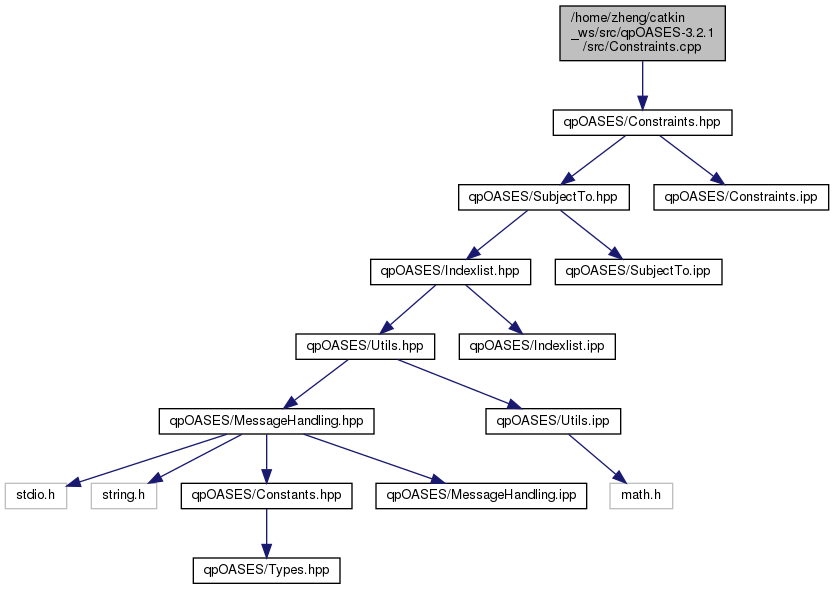 /home/zheng/catkin
_ws/src/qpOASES-3.2.1
/src/Constraints.cpp
qpOASES/Constraints.hpp
qpOASES/SubjectTo.hpp
qpOASES/Constraints.ipp
qpOASES/Indexlist.hpp
qpOASES/SubjectTo.ipp
qpOASES/Utils.hpp
qpOASES/Indexlist.ipp
qpOASES/MessageHandling.hpp
qpOASES/Utils.ipp
stdio.h
string.h
qpOASES/Constants.hpp
qpOASES/MessageHandling.ipp
math.h
qpOASES/Types.hpp